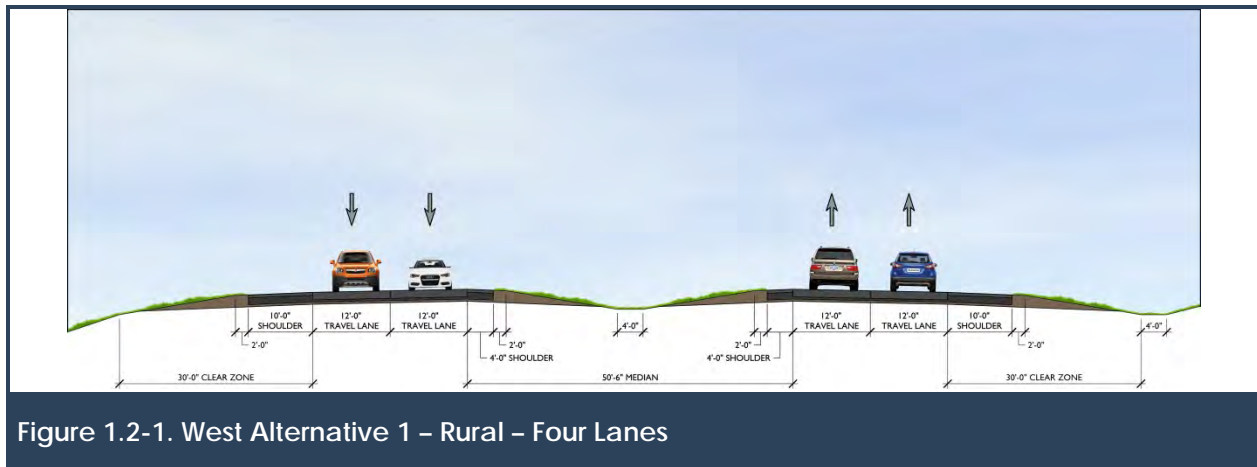 10'-0" SHOULDER
12'-0" TRAVEL LANE
12'-0" TRAVEL LANE
4'-0"
12'-0" TRAVEL LANE
12'-0" TRAVEL LANE
10'-0" SHOULDER
4'-0"
2'-0"
2'-0"
4'-0" SHOULDER
2'-0"
4'-0" SHOULDER
2'-0"
30'-0" CLEAR ZONE
50'-6" MEDIAN
30'-0" CLEAR ZONE
Figure 1.2-1. West Alternative 1 – Rural – Four Lanes